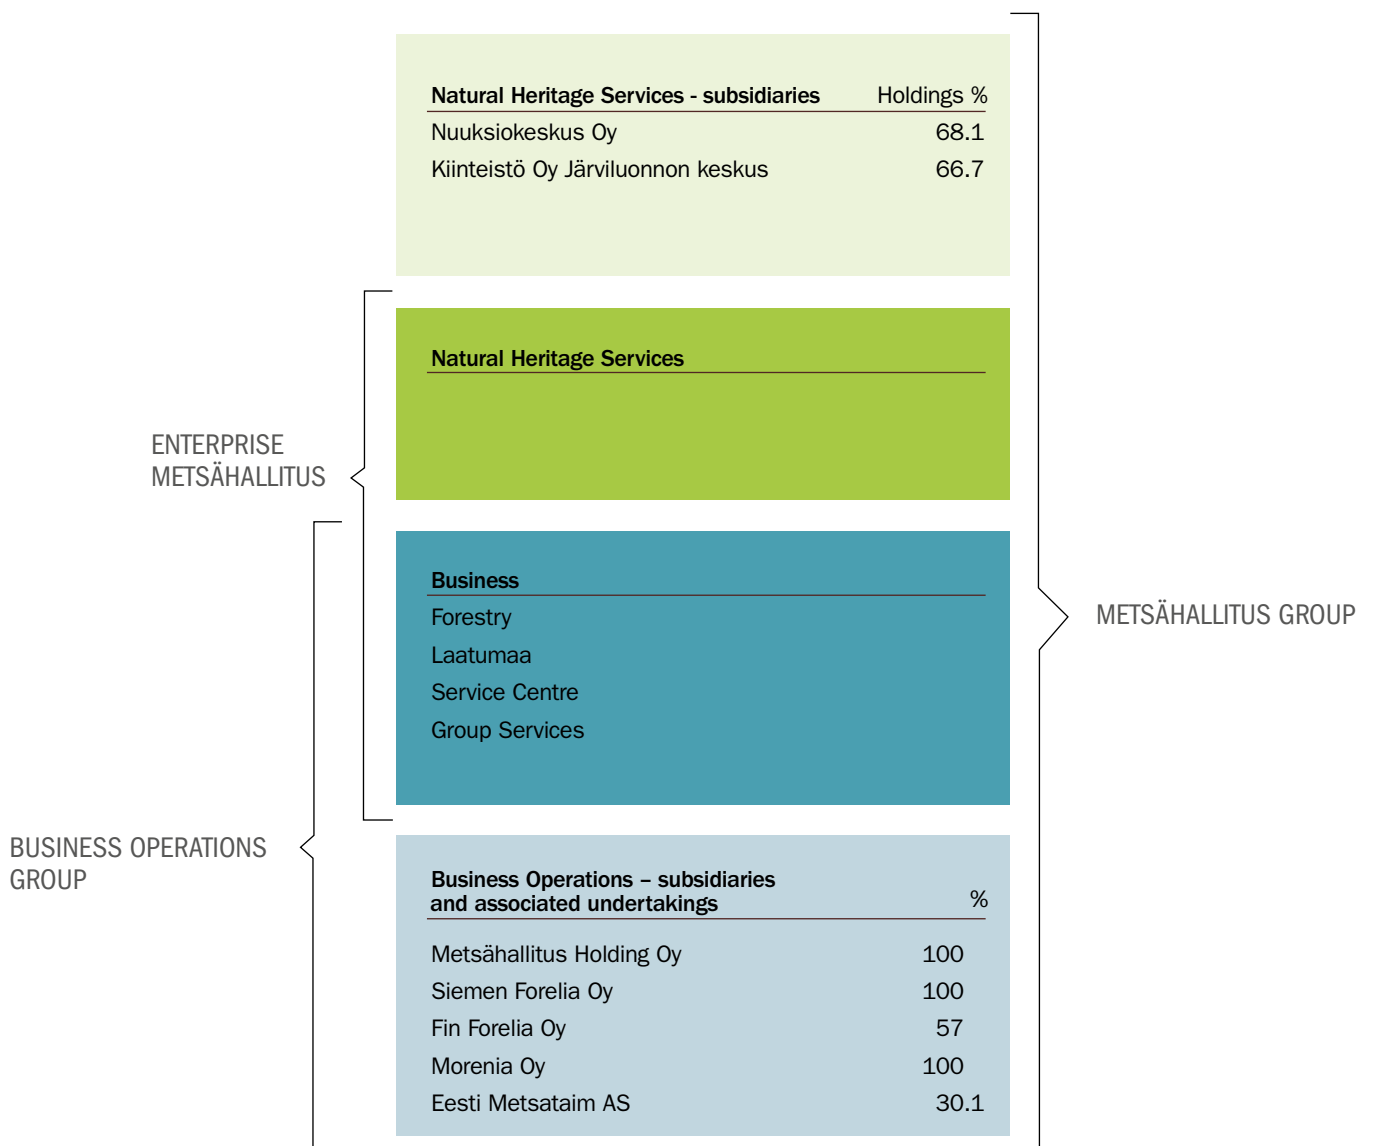 Natural Heritage Services - subsidiaries Holdings %
Nuuksiokeskus Oy 68.1
Kiinteistö Oy Järviluonnon keskus 66.7
Natural Heritage Services
ENTERPRISE
METSÄHALLITUS
Business
Forestry
Laatumaa
Service Centre
Group Services
METSÄHALLITUS GROUP
BUSINESS OPERATIONS
GROUP
Business Operations – subsidiaries
and associated undertakings %
Metsähallitus Holding Oy 100
Siemen Forelia Oy 100
Fin Forelia Oy 57
Morenia Oy 100
Eesti Metsataim AS 30.1